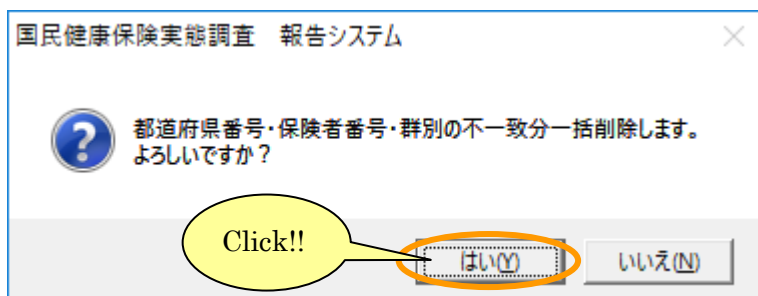 国民健康保険実態調査　報告システム
都道府県番号・保険者番号・群別の不一致分一括削除します。
よろしいですか？
Click!!
はい(Y)
いいえ(N)